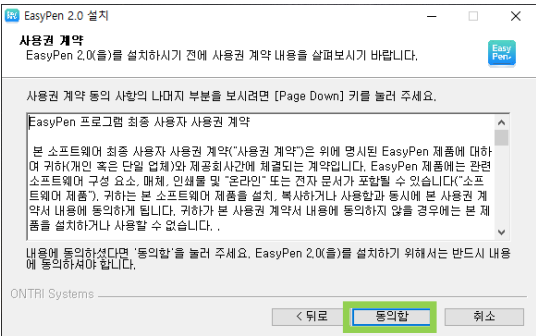 EasyPen 2.0 설치
사용권 계약
EasyPen 2.0(을)를 설치하시기 전에 사용권 계약 내용을 살펴보시기 바랍니다.
Easy
Pen
사용권 계약 동의 사항의 나머지 부분을 보시려면 [Page Down] 키를 눌러 주세요.
EasyPen 프로그램 최종 사용자 사용권 계약
본 소프트웨어 최종 사용자 사용권 계약("사용권 계약")은 위에 명시된 EasyPen 제품에 대하
여 귀하(개인 혹은 단일 업체)와 제공회사간에 체결되는 계약입니다. EasyPen 제품에는 관련
소프트웨어 구성 요소, 매체, 인쇄물 및 "온라인" 또는 전자 문서가 포함될 수 있습니다("소프
트웨어 제품"). 귀하는 본 소프트웨어 제품을 설치, 복사하거나 사용함과 동시에 본 사용권 계
약서 내용에 동의하게 됩니다. 귀하가 본 사용권 계약서 내용에 동의하지 않을 경우에는 본 제
품을 설치하거나 사용할 수 없습니다. .
내용에 동의하셨다면 '동의함'을 눌러 주세요. EasyPen 2.0(을)를 설치하기 위해서는 반드시 내용
에 동의하셔야 합니다.
ONTRI Systems
< 뒤로
동의함
취소